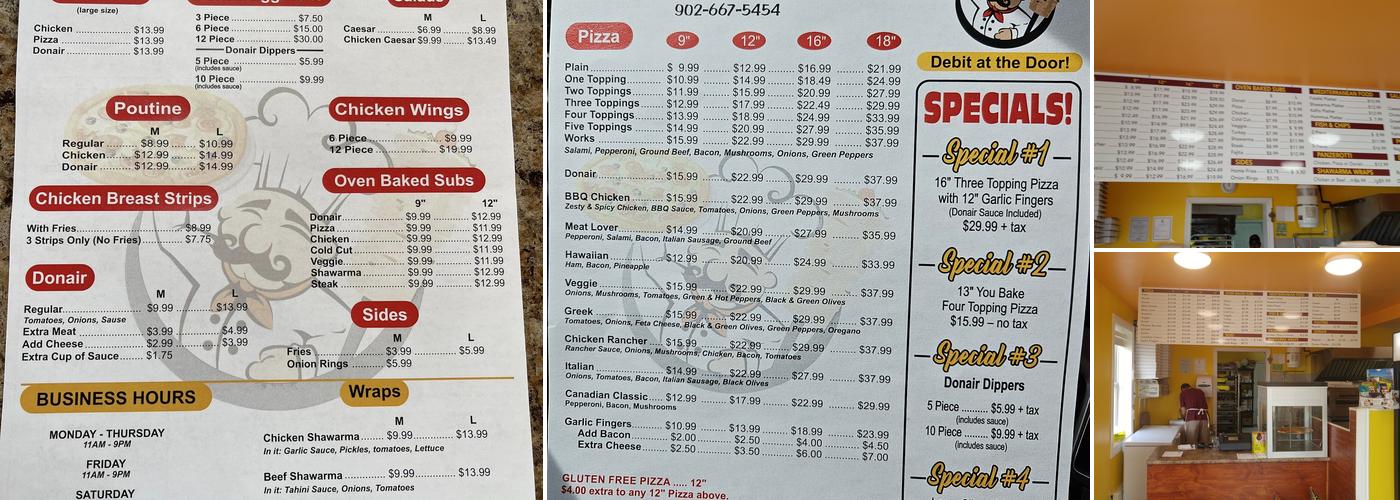 (large size)
Chicken $13.99
Pizza $13.99
Donair $13.99
3 Piece $7.50
6 Piece $15.00
12 Piece $30.00
Donair Dippers
5 Piece $5.99
(includes sauce)
10 Piece $9.99
(includes sauce)
M L
Caesar $6.99 $8.99
Chicken Caesar $9.99 $13.49
Poutine
M L
Regular $8.99 $10.99
Chicken $12.99 $14.99
Donair $12.99 $14.99
Chicken Wings
6 Piece $9.99
12 Piece $19.99
Chicken Breast Strips
With Fries $8.99
3 Strips Only (No Fries) $7.75
Oven Baked Subs
9" 12"
Donair $9.99 $12.99
Pizza $9.99 $11.99
Chicken $9.99 $12.99
Cold Cut $9.99 $11.99
Veggie $9.99 $11.99
Shawarma $9.99 $12.99
Steak $9.99 $12.99
Donair
M L
Regular $9.99 $13.99
Tomatoes, Onions, Sause
Extra Meat $3.99 $4.99
Add Cheese $2.99 $3.99
Extra Cup of Sauce $1.75
Sides
M L
Fries $3.99 $5.99
Onion Rings $5.99
BUSINESS HOURS
MONDAY - THURSDAY
11AM - 9PM
FRIDAY
11AM - 9PM
SATURDAY
Wraps
M L
Chicken Shawarma $9.99 $13.99
In it: Garlic Sauce, Pickles, tomatoes, Lettuce
Beef Shawarma $9.99 $13.99
In it: Tahini Sauce, Onions, Tomatoes
902-667-5454
Pizza 9" 12" 16" 18"
Plain $ 9.99 $12.99 $16.99 $21.99
One Topping $10.99 $14.99 $18.49 $24.99
Two Toppings $11.99 $15.99 $20.99 $27.99
Three Toppings $12.99 $17.99 $22.49 $29.99
Four Toppings $13.99 $18.99 $24.99 $33.99
Five Toppings $14.99 $20.99 $27.99 $35.99
Works $15.99 $22.99 $29.99 $37.99
Salami, Pepperoni, Ground Beef, Bacon, Mushrooms, Onions, Green Peppers
Donair $15.99 $22.99 $29.99 $37.99
BBQ Chicken $15.99 $22.99 $29.99 $37.99
Zesty & Spicy Chicken, BBQ Sauce, Tomatoes, Onions, Green Peppers, Mushrooms
Meat Lover $14.99 $20.99 $27.99 $35.99
Pepperoni, Salami, Bacon, Italian Sausage, Ground Beef
Hawaiian $12.99 $20.99 $24.99 $33.99
Ham, Bacon, Pineapple
Veggie $15.99 $22.99 $29.99 $37.99
Onions, Mushrooms, Tomatoes, Green & Hot Peppers, Black & Green Olives
Greek $15.99 $22.99 $29.99 $37.99
Tomatoes, Onions, Feta Cheese, Black & Green Olives, Green Peppers, Oregano
Chicken Rancher $15.99 $22.99 $29.99 $37.99
Rancher Sauce, Onions, Mushrooms, Chicken, Bacon, Tomatoes
Italian $14.99 $22.99 $27.99 $37.99
Onions, Tomatoes, Bacon, Italian Sausage, Black Olives
Canadian Classic $12.99 $17.99 $22.99 $29.99
Pepperoni, Bacon, Mushrooms
Garlic Fingers $10.99 $13.99 $18.99 $23.99
Add Bacon $2.00 $2.50 $4.00 $4.50
Extra Cheese $2.50 $3.50 $6.00 $7.00
GLUTEN FREE PIZZA ..... 12"
$4.00 extra to any 12" Pizza above.
Debit at the Door!
SPECIALS!
Special #1
16" Three Topping Pizza
with 12" Garlic Fingers
(Donair Sauce Included)
$29.99 + tax
Special #2
13" You Bake
Four Topping Pizza
$15.99 – no tax
Special #3
Donair Dippers
5 Piece $5.99 + tax
(includes sauce)
10 Piece $9.99 + tax
(includes sauce)
Special #4
OVEN BAKED SUBS
SIDES
MEDITERRANEAN FOOD
FISH & CHIPS
PANZEROTTI
SHAWARMA WRAPS